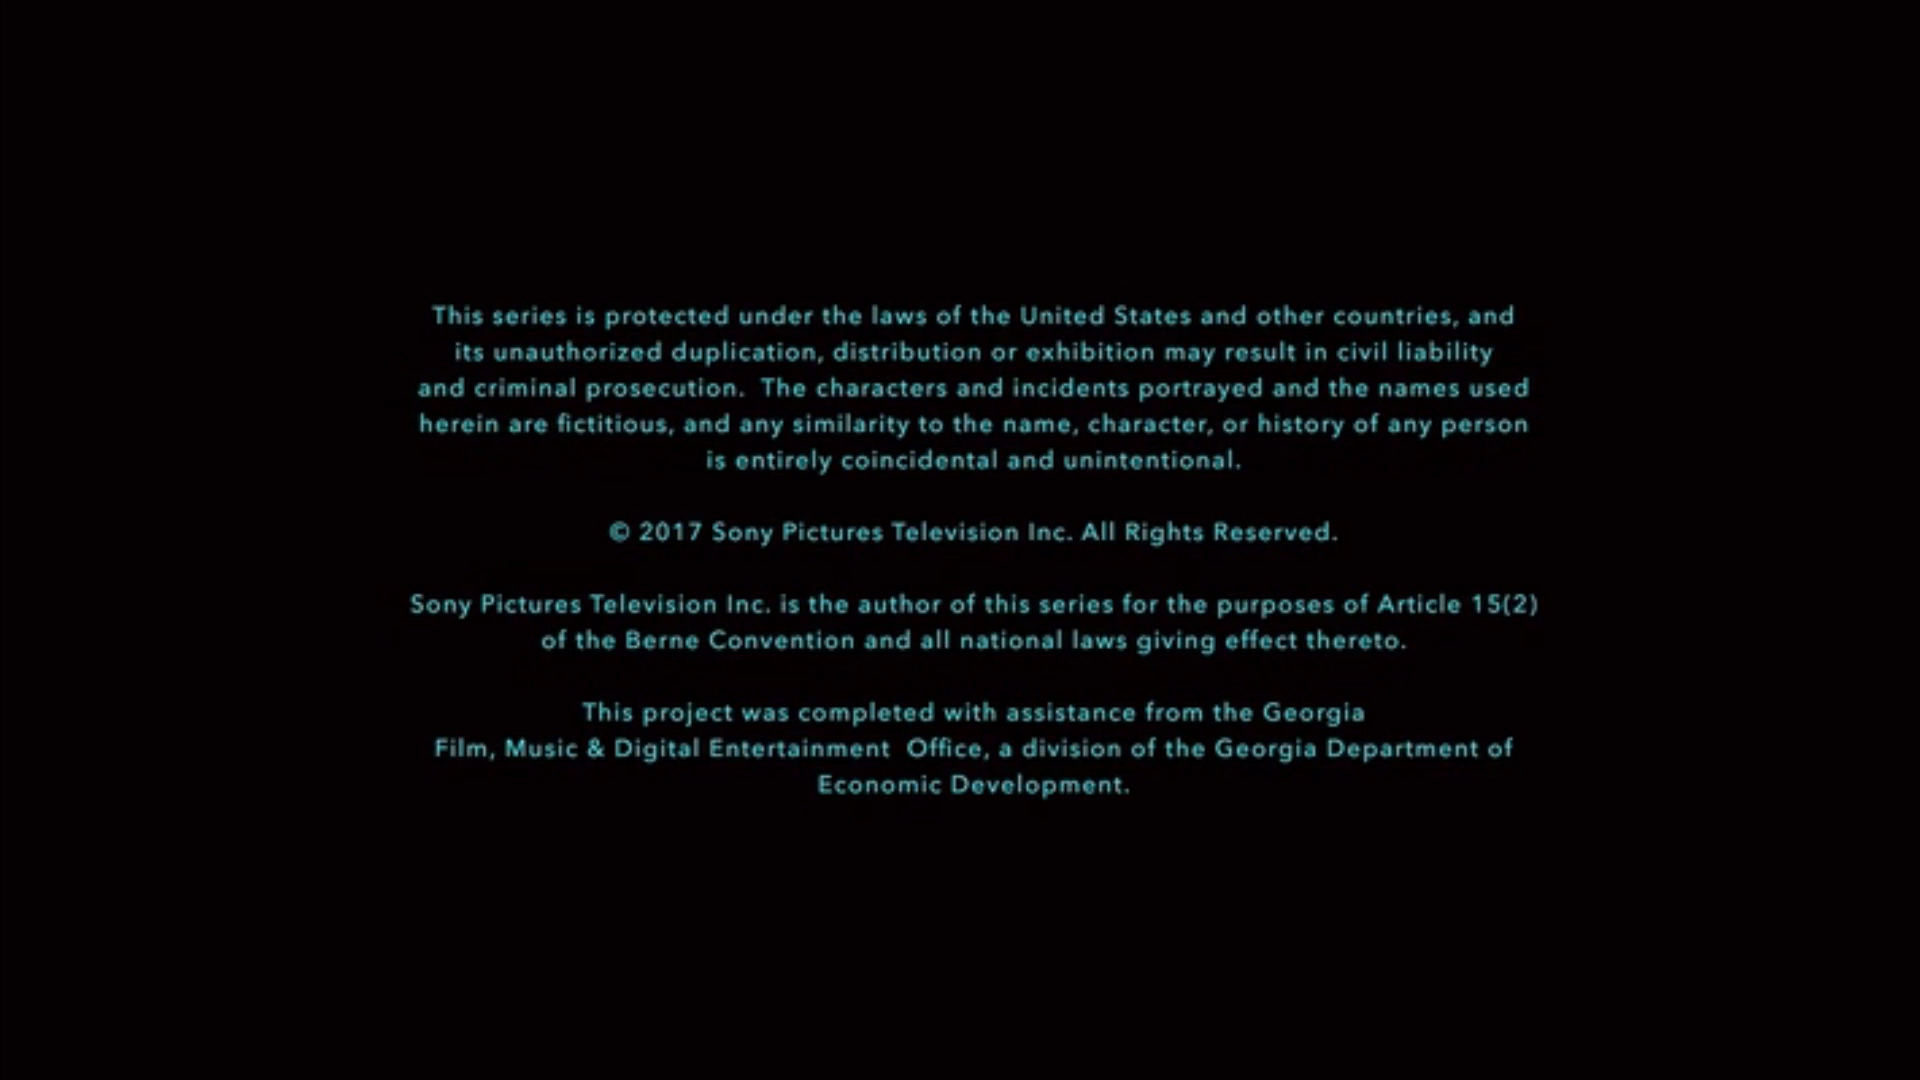 This series is protected under the laws of the United States and other countries, and
its unauthorized duplication, distribution or exhibition may result in civil liability
and criminal prosecution.  The characters and incidents portrayed and the names used
herein are fictitious, and any similarity to the name, character, or history of any person
is entirely coincidental and unintentional.
© 2017 Sony Pictures Television Inc. All Rights Reserved.
Sony Pictures Television Inc. is the author of this series for the purposes of Article 15(2)
of the Berne Convention and all national laws giving effect thereto.
This project was completed with assistance from the Georgia
Film, Music & Digital Entertainment  Office, a division of the Georgia Department of
Economic Development.